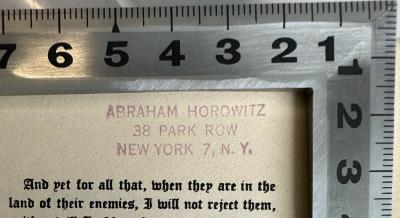 7 6 5 4 3 2 1
1
2
3
ABRAHAM HOROWITZ
38 PARK ROW
NEW YORK 7, N. Y.
And yet for all that, when they are in the
land of their enemies, I will not reject them,